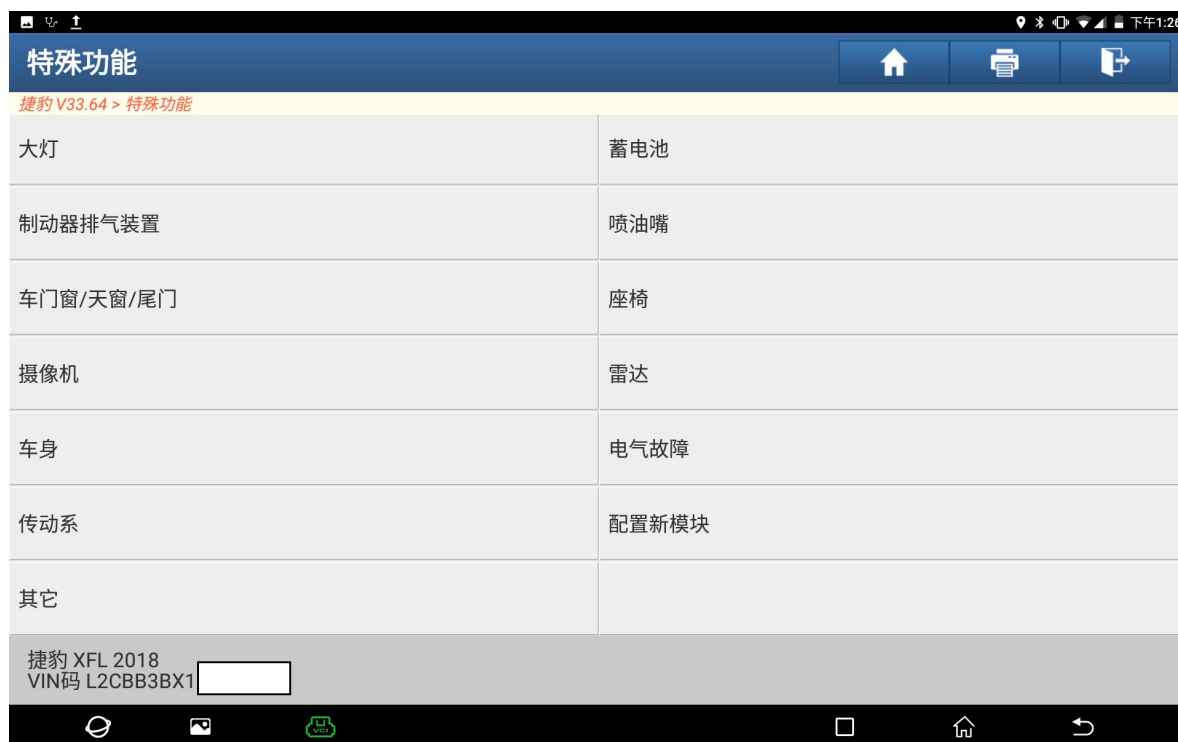 下午1:26
特殊功能
捷豹 V33.64 > 特殊功能
大灯
蓄电池
制动器排气装置
喷油嘴
车门窗/天窗/尾门
座椅
摄像机
雷达
车身
电气故障
传动系
配置新模块
其它
捷豹 XFL 2018
VIN码 L2CBB3BX1
VCI